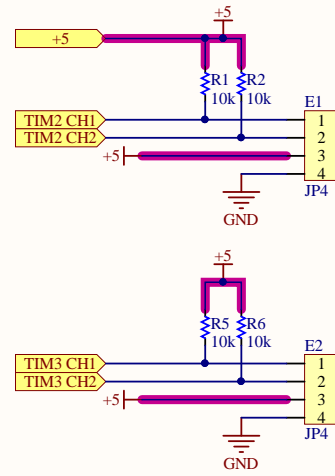 +5
+5
R1 R2
10k 10k
E1
TIM2 CH1
1
TIM2 CH2
2
+5
3
4
JP4
GND
+5
R5 R6
10k 10k
E2
TIM3 CH1
1
TIM3 CH2
2
+5
3
4
JP4
GND